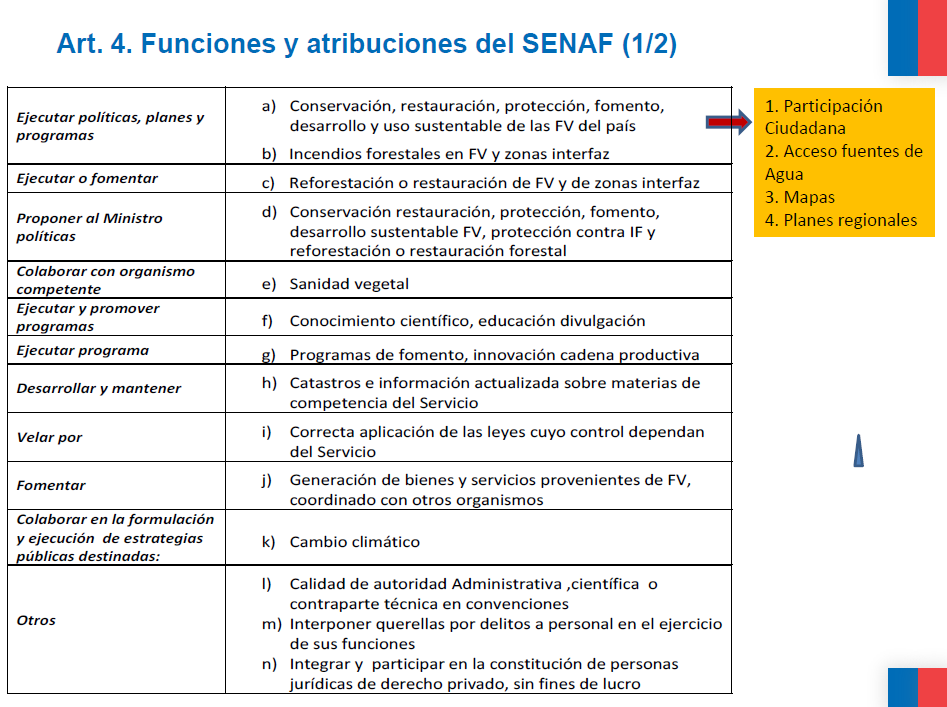 Art. 4. Funciones y atribuciones del SENAF (1/2)
Ejecutar políticas, planes y
programas
a) Conservación, restauración, protección, fomento,
desarrollo y uso sustentable de las FV del país
b) Incendios forestales en FV y zonas interfaz
Ejecutar o fomentar
c) Reforestación o restauración de FV y de zonas interfaz
Proponer al Ministro
políticas
d) Conservación restauración, protección, fomento,
desarrollo sustentable FV, protección contra IF y
reforestación o restauración forestal
Colaborar con organismo
competente
e) Sanidad vegetal
Ejecutar y promover
programas
f) Conocimiento científico, educación divulgación
Ejecutar programa
g) Programas de fomento, innovación cadena productiva
Desarrollar y mantener
h) Catastros e información actualizada sobre materias de
competencia del Servicio
Velar por
i) Correcta aplicación de las leyes cuyo control dependan
del Servicio
Fomentar
j) Generación de bienes y servicios provenientes de FV,
coordinado con otros organismos
Colaborar en la formulación
y ejecución de estrategias
públicas destinadas:
k) Cambio climático
Otros
l) Calidad de autoridad Administrativa ,científica o
contraparte técnica en convenciones
m) Interponer querellas por delitos a personal en el ejercicio
de sus funciones
n) Integrar y participar en la constitución de personas
jurídicas de derecho privado, sin fines de lucro
1. Participación
Ciudadana
2. Acceso fuentes de
Agua
3. Mapas
4. Planes regionales